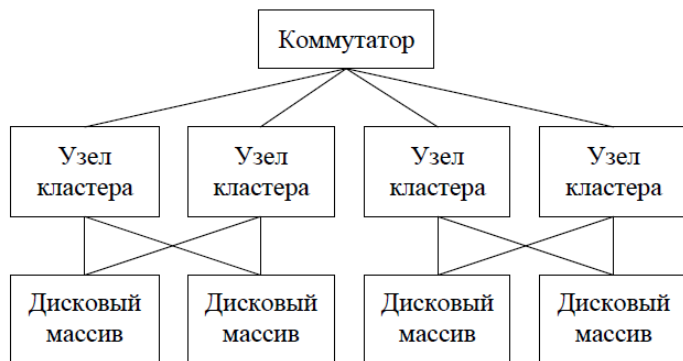 Коммутатор
Узел
кластера
Узел
кластера
Узел
кластера
Узел
кластера
Дисковый
массив
Дисковый
массив
Дисковый
массив
Дисковый
массив